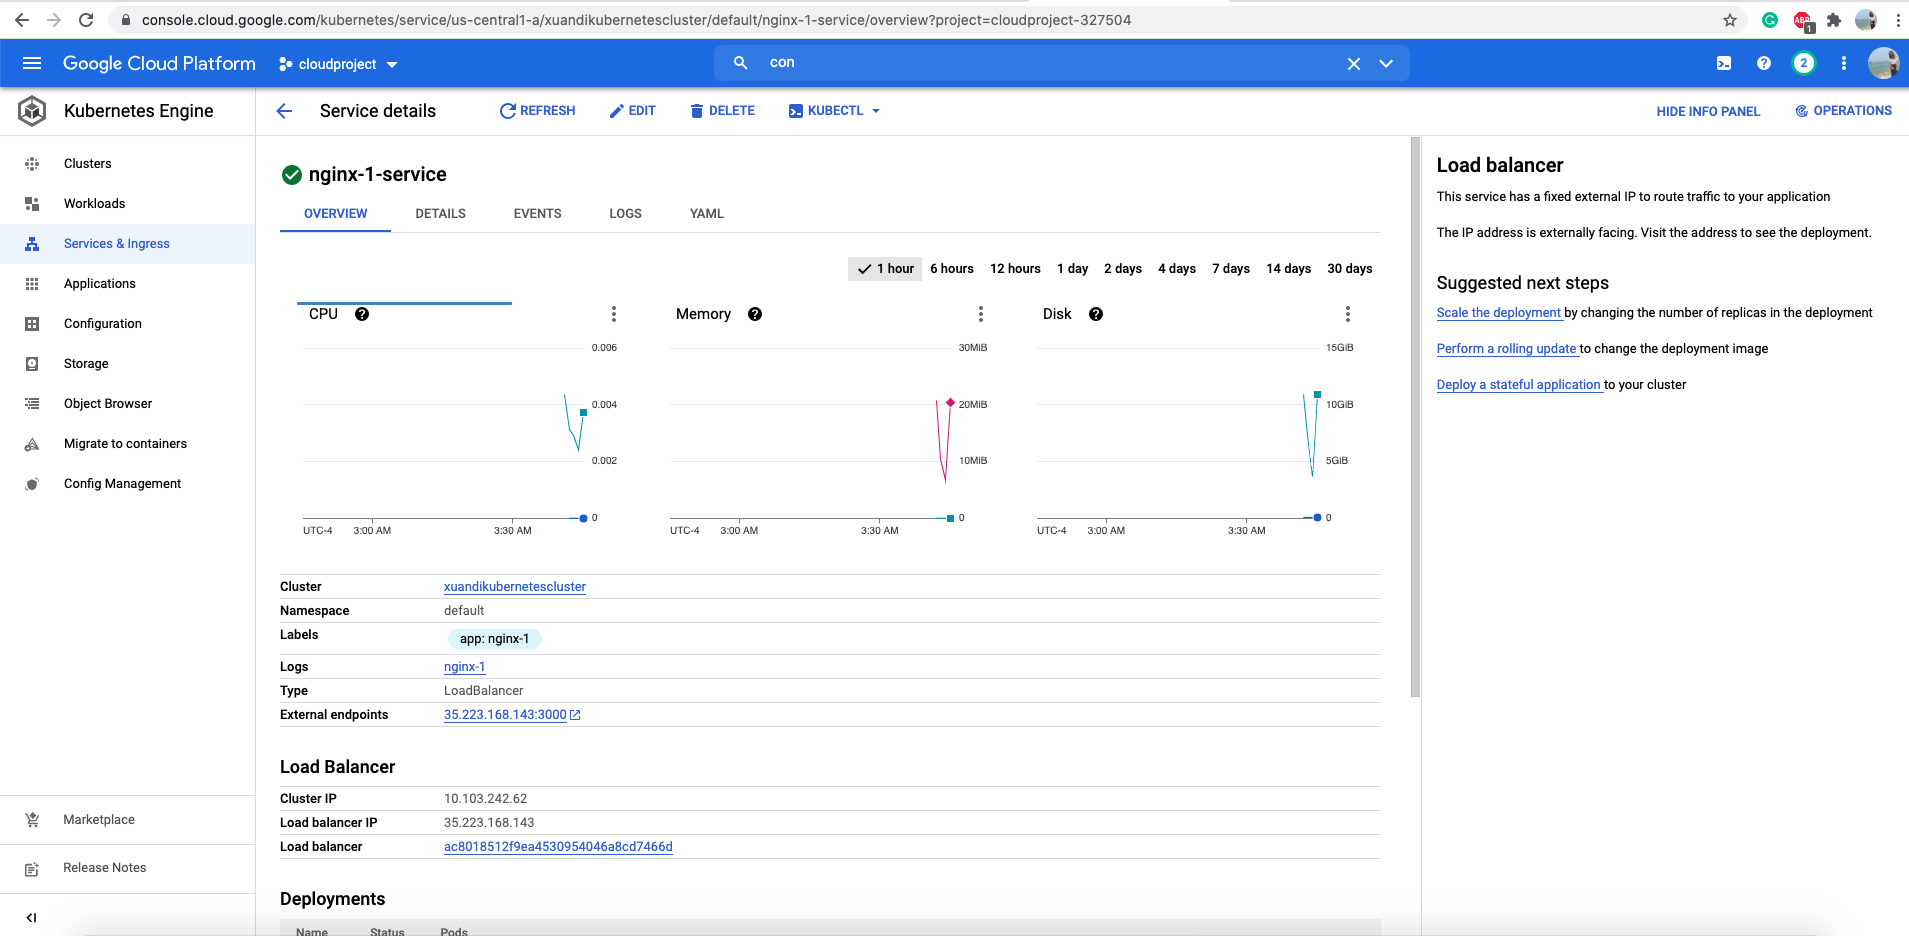 console.cloud.google.com/kubernetes/service/us-central1-a/xuandikubernetescluster/default/nginx-1-service/overview?project=cloudproject-327504
ABP
1
Google Cloud Platform
cloudproject
con
2
Kubernetes Engine
Service details
REFRESH
EDIT
DELETE
KUBECTL
HIDE INFO PANEL
OPERATIONS
Clusters
Workloads
Services & Ingress
Applications
Configuration
Storage
Object Browser
Migrate to containers
Config Management
Marketplace
Release Notes
nginx-1-service
OVERVIEW DETAILS EVENTS LOGS YAML
1 hour 6 hours 12 hours 1 day 2 days 4 days 7 days 14 days 30 days
CPU
0.006
0.004
0.002
0
UTC-4 3:00 AM 3:30 AM
Memory
30MiB
20MiB
10MiB
0
UTC-4 3:00 AM 3:30 AM
Disk
15GiB
10GiB
5GiB
0
UTC-4 3:00 AM 3:30 AM
Cluster xuandikubernetescluster
Namespace default
Labels app: nginx-1
Logs nginx-1
Type LoadBalancer
External endpoints 35.223.168.143:3000
Load Balancer
Cluster IP 10.103.242.62
Load balancer IP 35.223.168.143
Load balancer ac8018512f9ea4530954046a8cd7466d
Deployments
Name Status Pods
Load balancer
This service has a fixed external IP to route traffic to your application
The IP address is externally facing. Visit the address to see the deployment.
Suggested next steps
Scale the deployment by changing the number of replicas in the deployment
Perform a rolling update to change the deployment image
Deploy a stateful application to your cluster